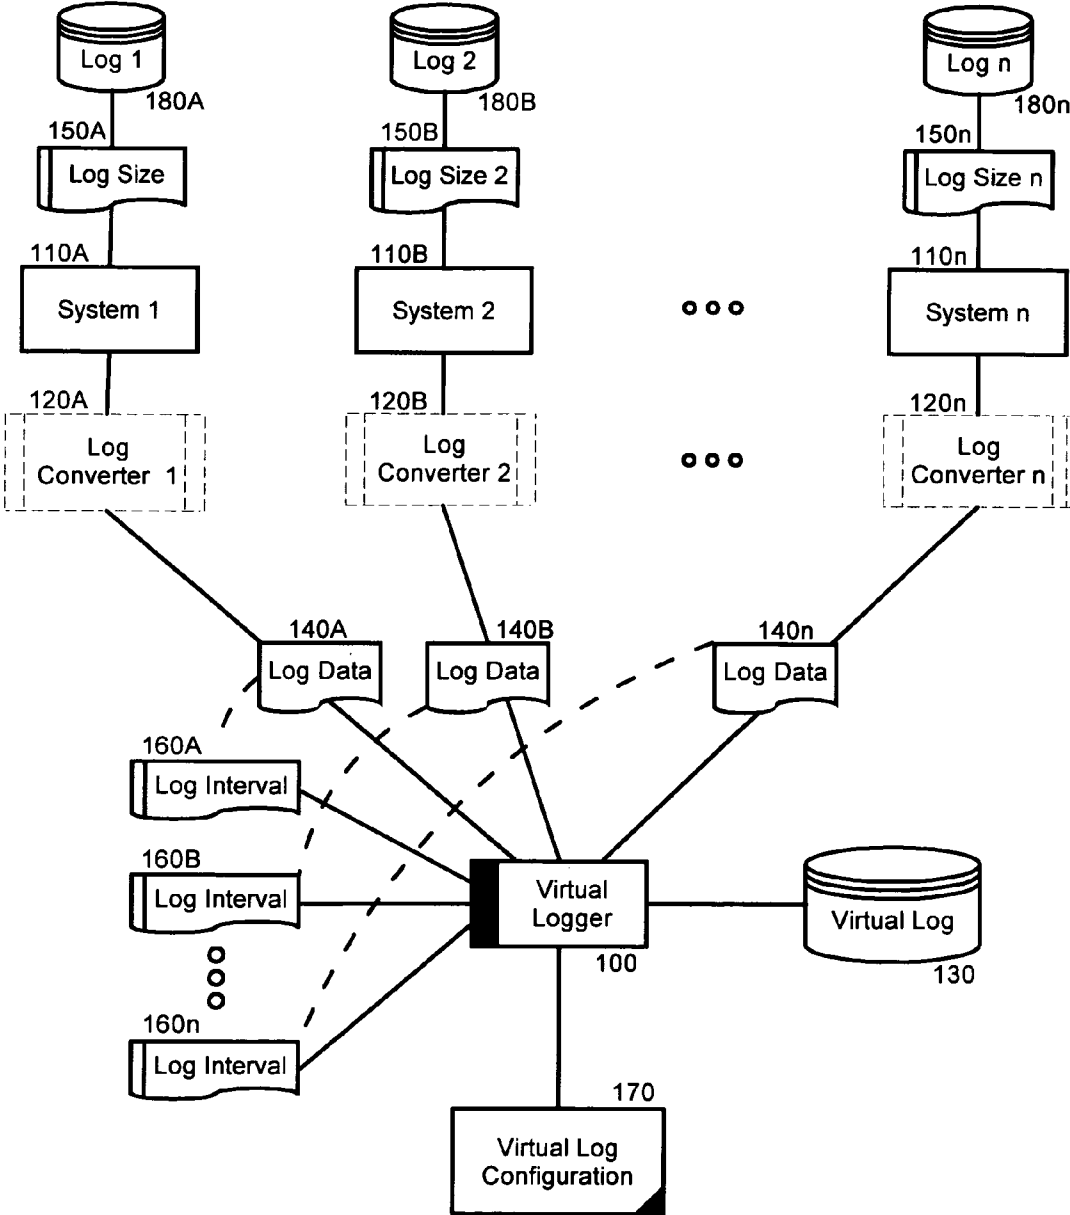 Log 1
Log 2
Log n
180A
180B
180n
150A
150B
150n
Log Size
Log Size 2
Log Size n
110A
110B
110n
System 1
System 2
System n
120A
120B
120n
Log
Converter 1
Log
Converter 2
Log
Converter n
140A
140B
140n
Log Data
Log Data
Log Data
160A
Log Interval
160B
Log Interval
Virtual
Logger
Virtual Log
100
130
160n
Log Interval
170
Virtual Log
Configuration